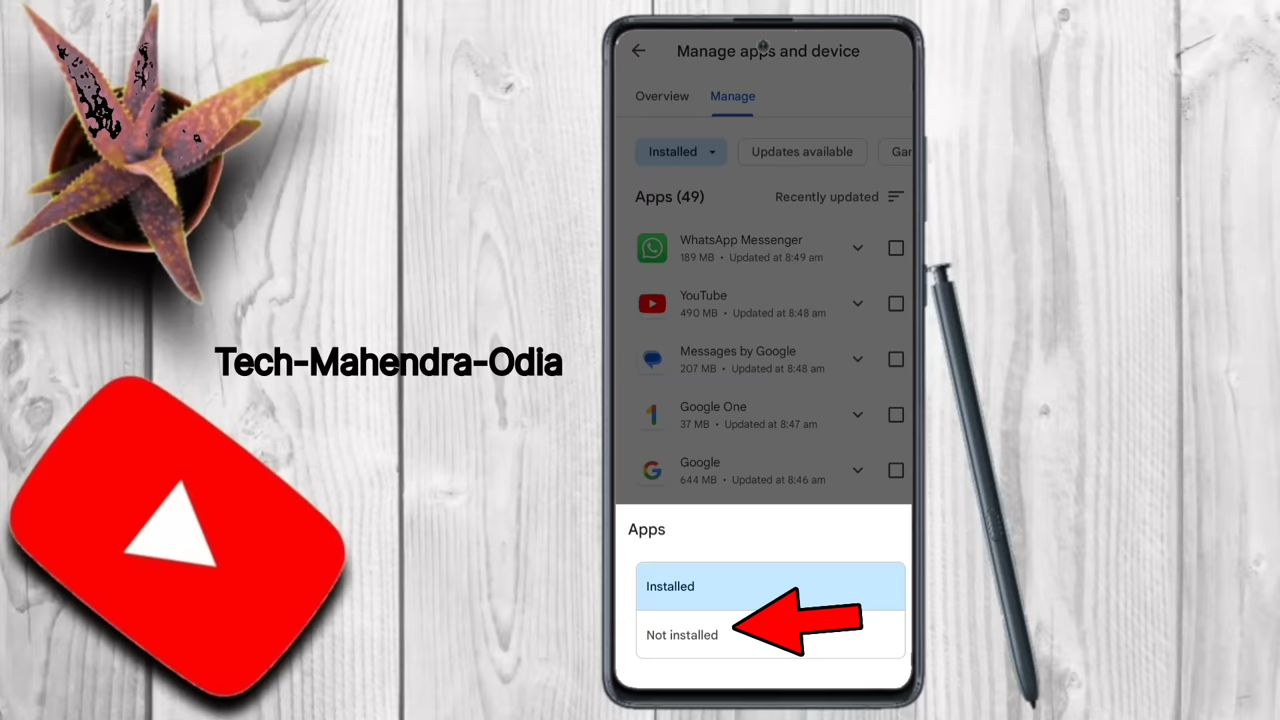 Manage apps and device
Overview Manage
Installed Updates available Gar
Apps (49) Recently updated
WhatsApp Messenger
189 MB • Updated at 8:49 am
YouTube
490 MB • Updated at 8:48 am
Messages by Google
207 MB • Updated at 8:48 am
Google One
37 MB • Updated at 8:47 am
Google
644 MB • Updated at 8:46 am
Apps
Installed
Not installed
Tech-Mahendra-Odia